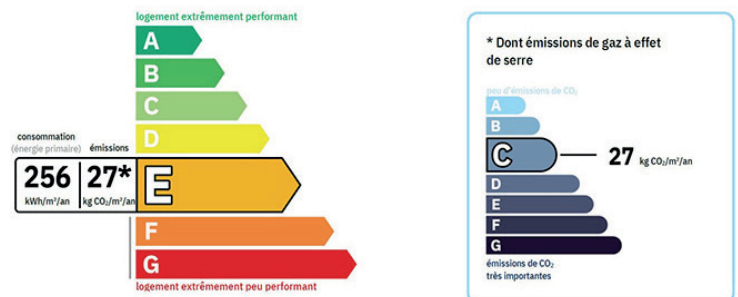 logement extrêmement performant
A
B
C
D
consommation
(énergie primaire)
émissions
256
27*
kWh/m²/an
kg CO₂/m²/an
E
F
G
logement extrêmement peu performant
* Dont émissions de gaz à effet
de serre
peu d'émissions de CO₂
A
B
C
27 kg CO₂/m²/an
D
E
F
G
émissions de CO₂
très importantes